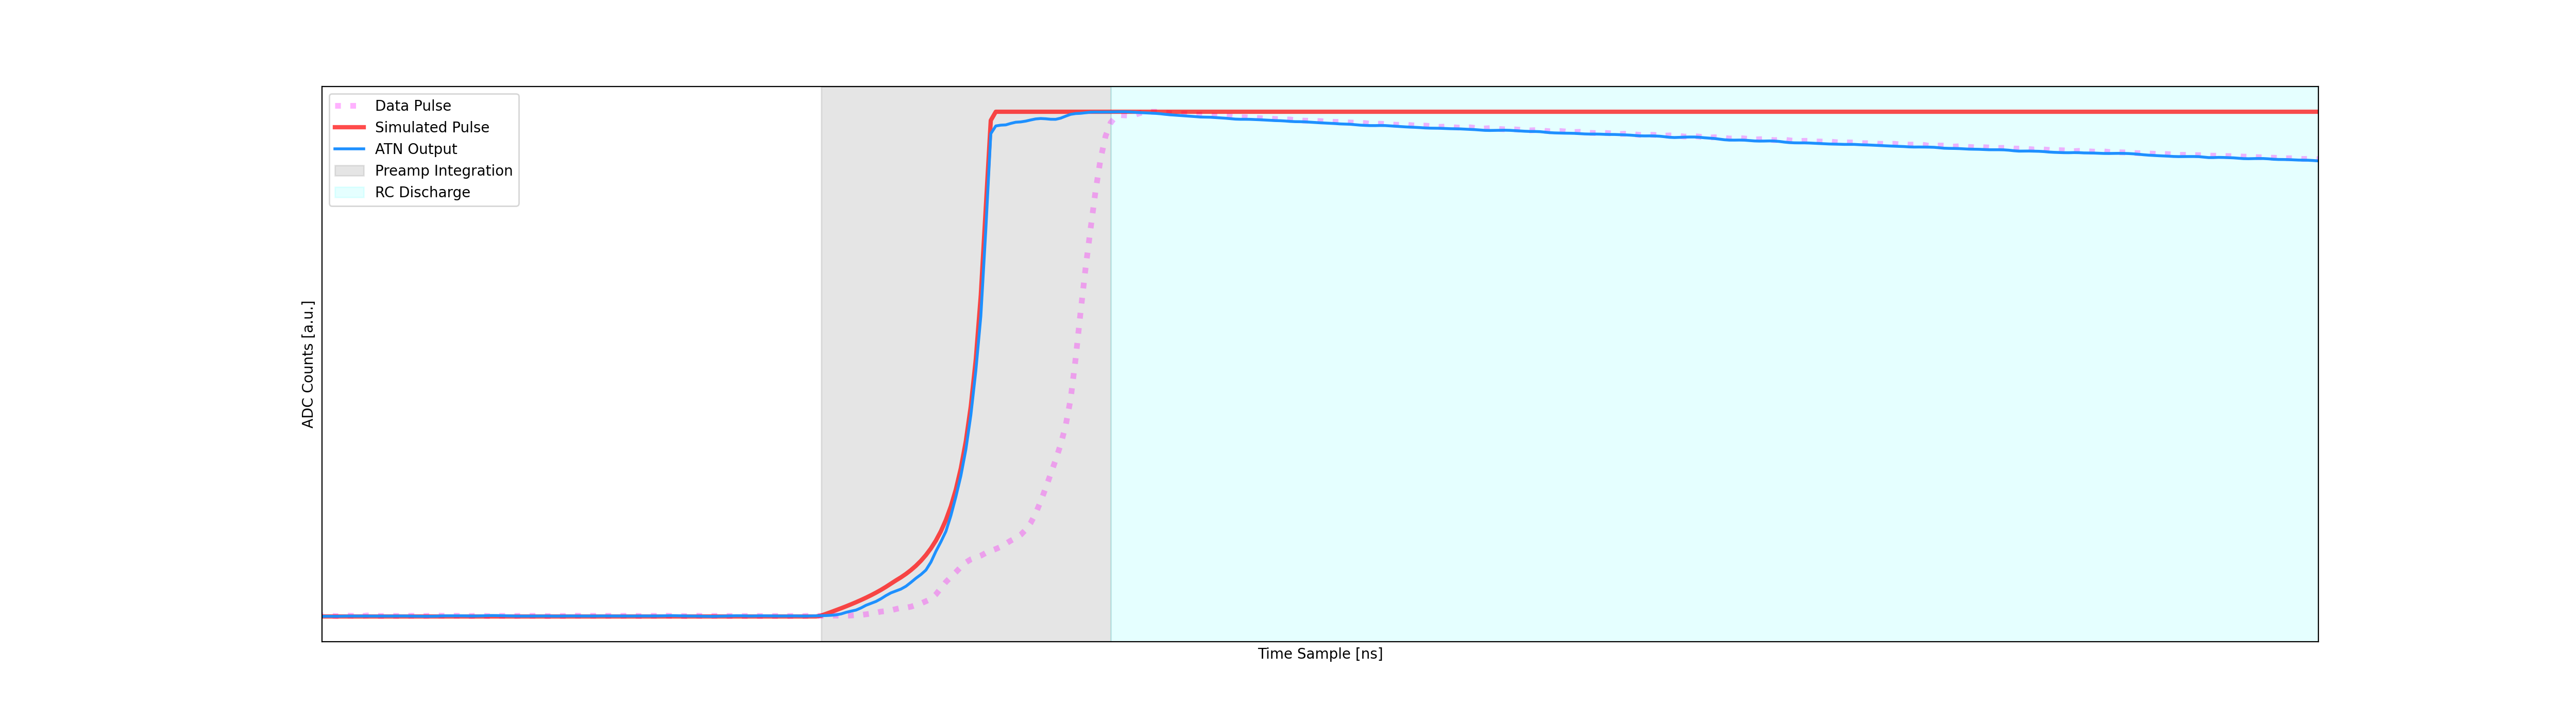 Data Pulse
Simulated Pulse
ATN Output
Preamp Integration
RC Discharge
ADC Counts [a.u.]
Time Sample [ns]